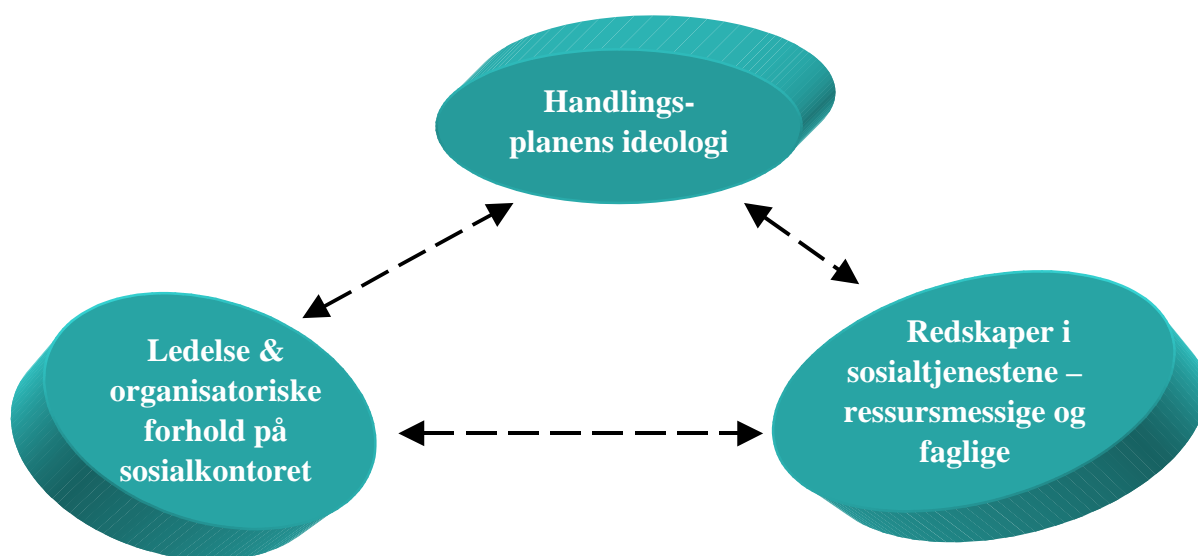 Handlings-
planens ideologi
Ledelse &
organisatoriske
forhold på
sosialkontoret
Redskaper i
sosialtjenestene –
ressursmessige og
faglige